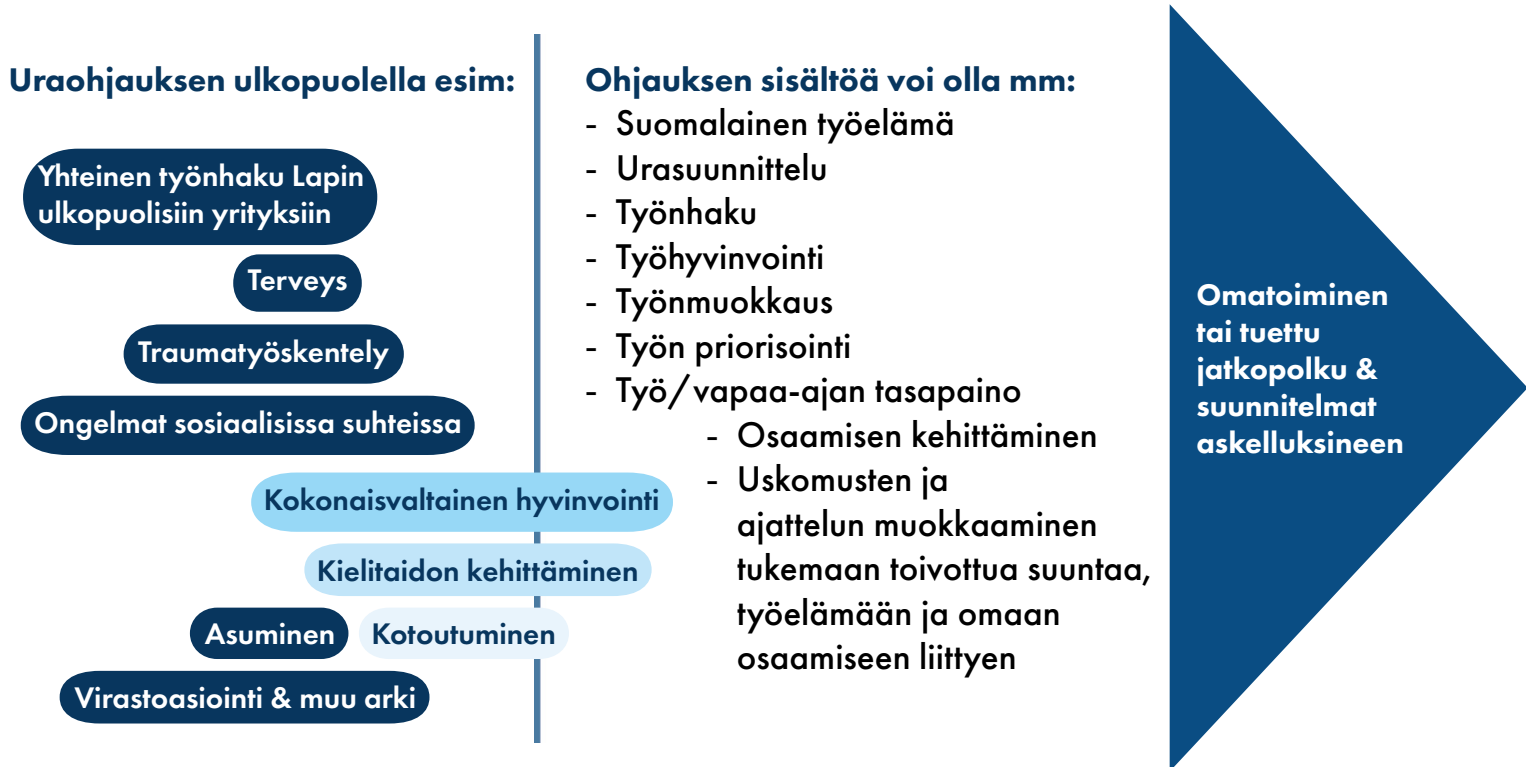 Uraohjauksen ulkopuolella esim:
Yhteinen työnhaku Lapin
ulkopuolisiin yrityksiin
Terveys
Traumatyöskentely
Ongelmat sosiaalisissa suhteissa
Kokonaisvaltainen hyvinvointi
Kielitaidon kehittäminen
Asuminen
Kotoutuminen
Virastoasiointi & muu arki
Ohjauksen sisältöä voi olla mm:
- Suomalainen työelämä
- Urasuunnittelu
- Työnhaku
- Työhyvinvointi
- Työnmuokkaus
- Työn priorisointi
- Työ/vapaa-ajan tasapaino
- Osaamisen kehittäminen
- Uskomusten ja
ajattelun muokkaaminen
tukemaan toivottua suuntaa,
työelämään ja omaan
osaamiseen liittyen
Omatoiminen
tai tuettu
jatkopolku &
suunnitelmat
askelluksineen